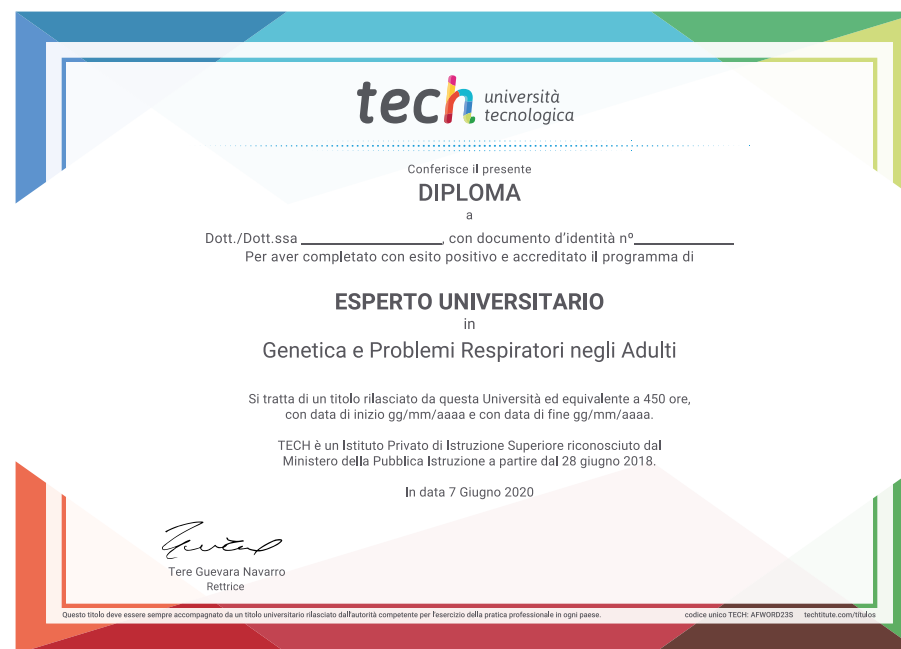 tech università
tecnologica
Conferisce il presente
DIPLOMA
a
Dott./Dott.ssa ____________________, con documento d'identità nº______________
Per aver completato con esito positivo e accreditato il programma di
ESPERTO UNIVERSITARIO
in
Genetica e Problemi Respiratori negli Adulti
Si tratta di un titolo rilasciato da questa Università ed equivalente a 450 ore,
con data di inizio gg/mm/aaaa e con data di fine gg/mm/aaaa.
TECH è un Istituto Privato di Istruzione Superiore riconosciuto dal
Ministero della Pubblica Istruzione a partire dal 28 giugno 2018.
In data 7 Giugno 2020
Tere Guevara Navarro
Rettrice
Questo titolo deve essere sempre accompagnato da un titolo universitario rilasciato dall'autorità competente per l'esercizio della pratica professionale in ogni paese. codice unico TECH: AFWORD23S techtitute.com/títulos